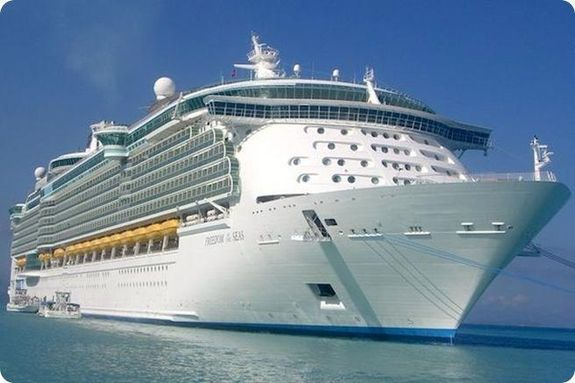 FREEDOM OF THE SEAS